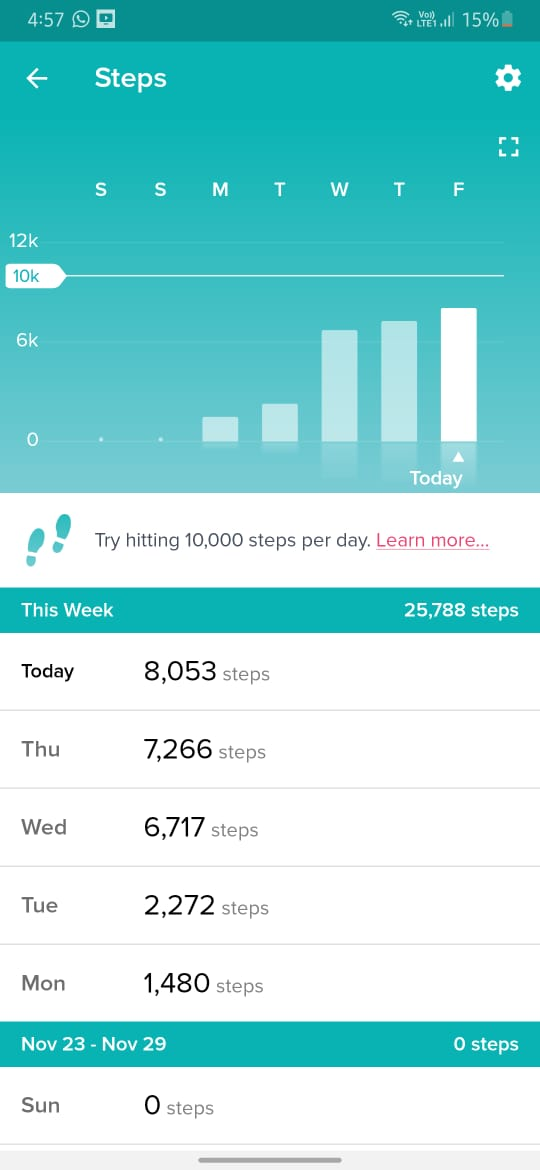 4:57 Vo)) LTE1 15%
Steps
S S M T W T F
12k
10k
6k
0
Today
Try hitting 10,000 steps per day. Learn more...
This Week 25,788 steps
Today 8,053 steps
Thu 7,266 steps
Wed 6,717 steps
Tue 2,272 steps
Mon 1,480 steps
Nov 23 - Nov 29 0 steps
Sun 0 steps